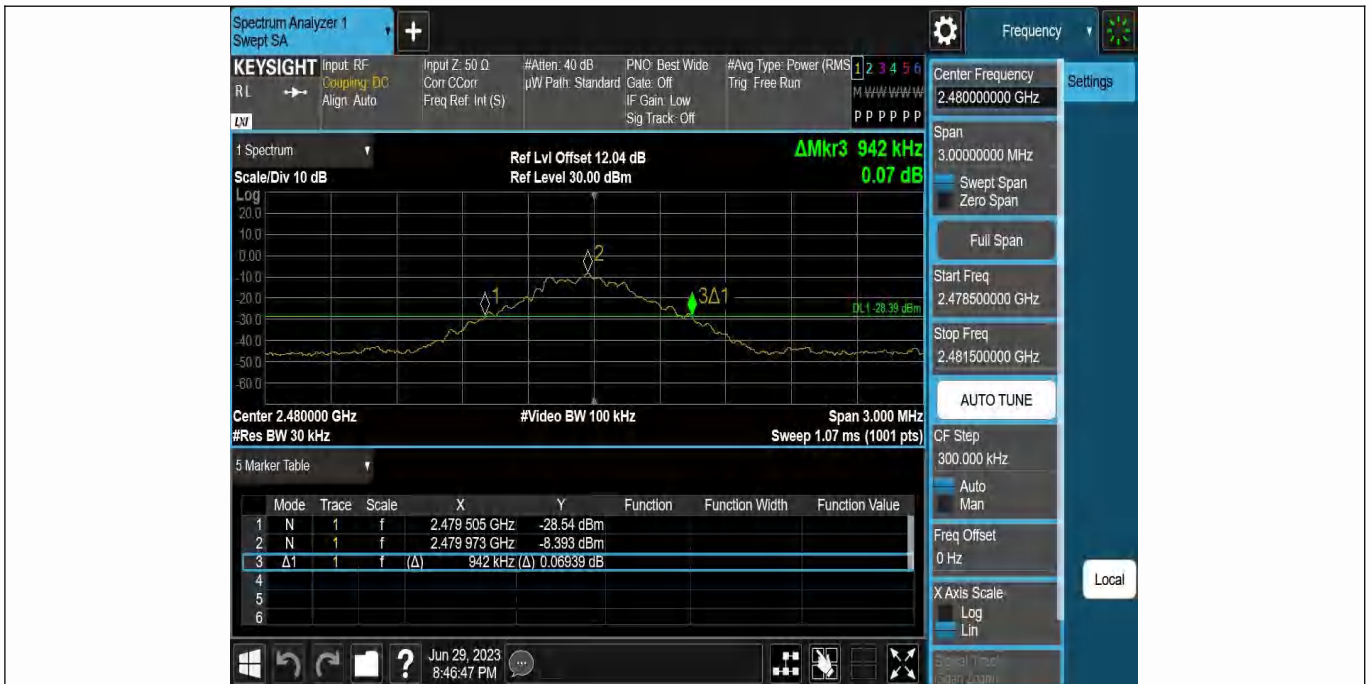 Spectrum Analyzer 1
Swept SA
+
Frequency
KEYSIGHT
RL
LXI
Input: RF
Coupling: DC
Align: Auto
Input Z: 50 Ω
Corr CCorr
Freq Ref: Int (S)
#Atten: 40 dB
µW Path: Standard
PNO: Best Wide
Gate: Off
IF Gain: Low
Sig Track: Off
#Avg Type: Power (RMS
Trig: Free Run
1 2 3 4 5 6
M W W W W W
P P P P P P
1 Spectrum
Scale/Div 10 dB
Ref Lvl Offset 12.04 dB
Ref Level 30.00 dBm
ΔMkr3 942 kHz
0.07 dB
Log
20.0
10.0
0.00
-10.0
-20.0
-30.0
-40.0
-50.0
-60.0
1
2
3Δ1
DL1 -28.39 dBm
Center 2.480000 GHz
#Video BW 100 kHz
Span 3.000 MHz
#Res BW 30 kHz
Sweep 1.07 ms (1001 pts)
5 Marker Table
Mode Trace Scale X Y Function Function Width Function Value
1 N 1 f 2.479 505 GHz -28.54 dBm
2 N 1 f 2.479 973 GHz -8.393 dBm
3 Δ1 1 f (Δ) 942 kHz (Δ) 0.06939 dB
4
5
6
Jun 29, 2023
8:46:47 PM
?
Center Frequency
2.480000000 GHz
Settings
Span
3.00000000 MHz
Swept Span
Zero Span
Full Span
Start Freq
2.478500000 GHz
Stop Freq
2.481500000 GHz
AUTO TUNE
CF Step
300.000 kHz
Auto
Man
Freq Offset
0 Hz
X Axis Scale
Log
Lin
Signal Track
(Span Zoom)
Local